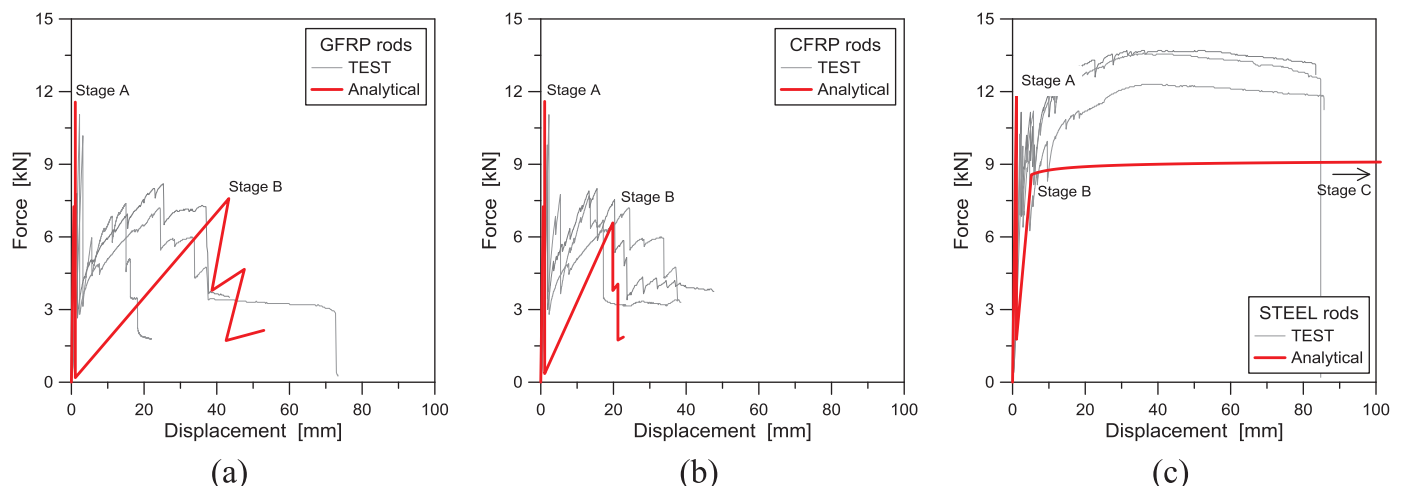 15
12
9
6
3
0
Force [kN]
GFRP rods
TEST
Analytical
Stage A
Stage B
0 20 40 60 80 100
Displacement [mm]
(a)
15
12
9
6
3
0
Force [kN]
CFRP rods
TEST
Analytical
Stage A
Stage B
0 20 40 60 80 100
Displacement [mm]
(b)
15
12
9
6
3
0
Force [kN]
Stage A
Stage B
Stage C
STEEL rods
TEST
Analytical
0 20 40 60 80 100
Displacement [mm]
(c)